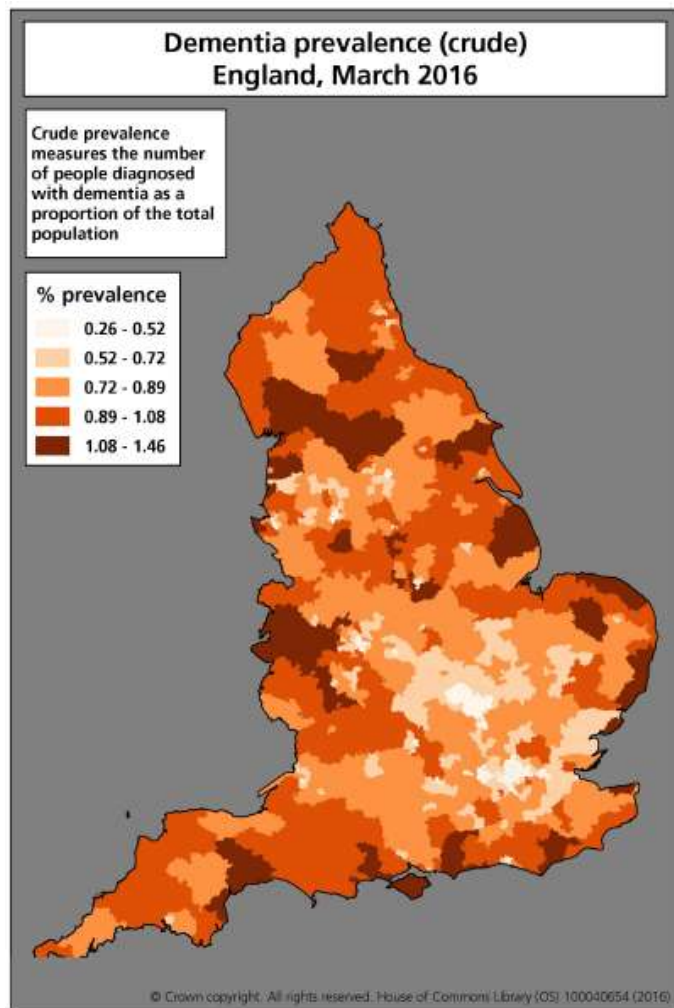 Dementia prevalence (crude)
England, March 2016
Crude prevalence
measures the number
of people diagnosed
with dementia as a
proportion of the total
population
% prevalence
0.26 - 0.52
0.52 - 0.72
0.72 - 0.89
0.89 - 1.08
1.08 - 1.46
© Crown copyright. All rights reserved. House of Commons Library (OS) 100040654 (2016)